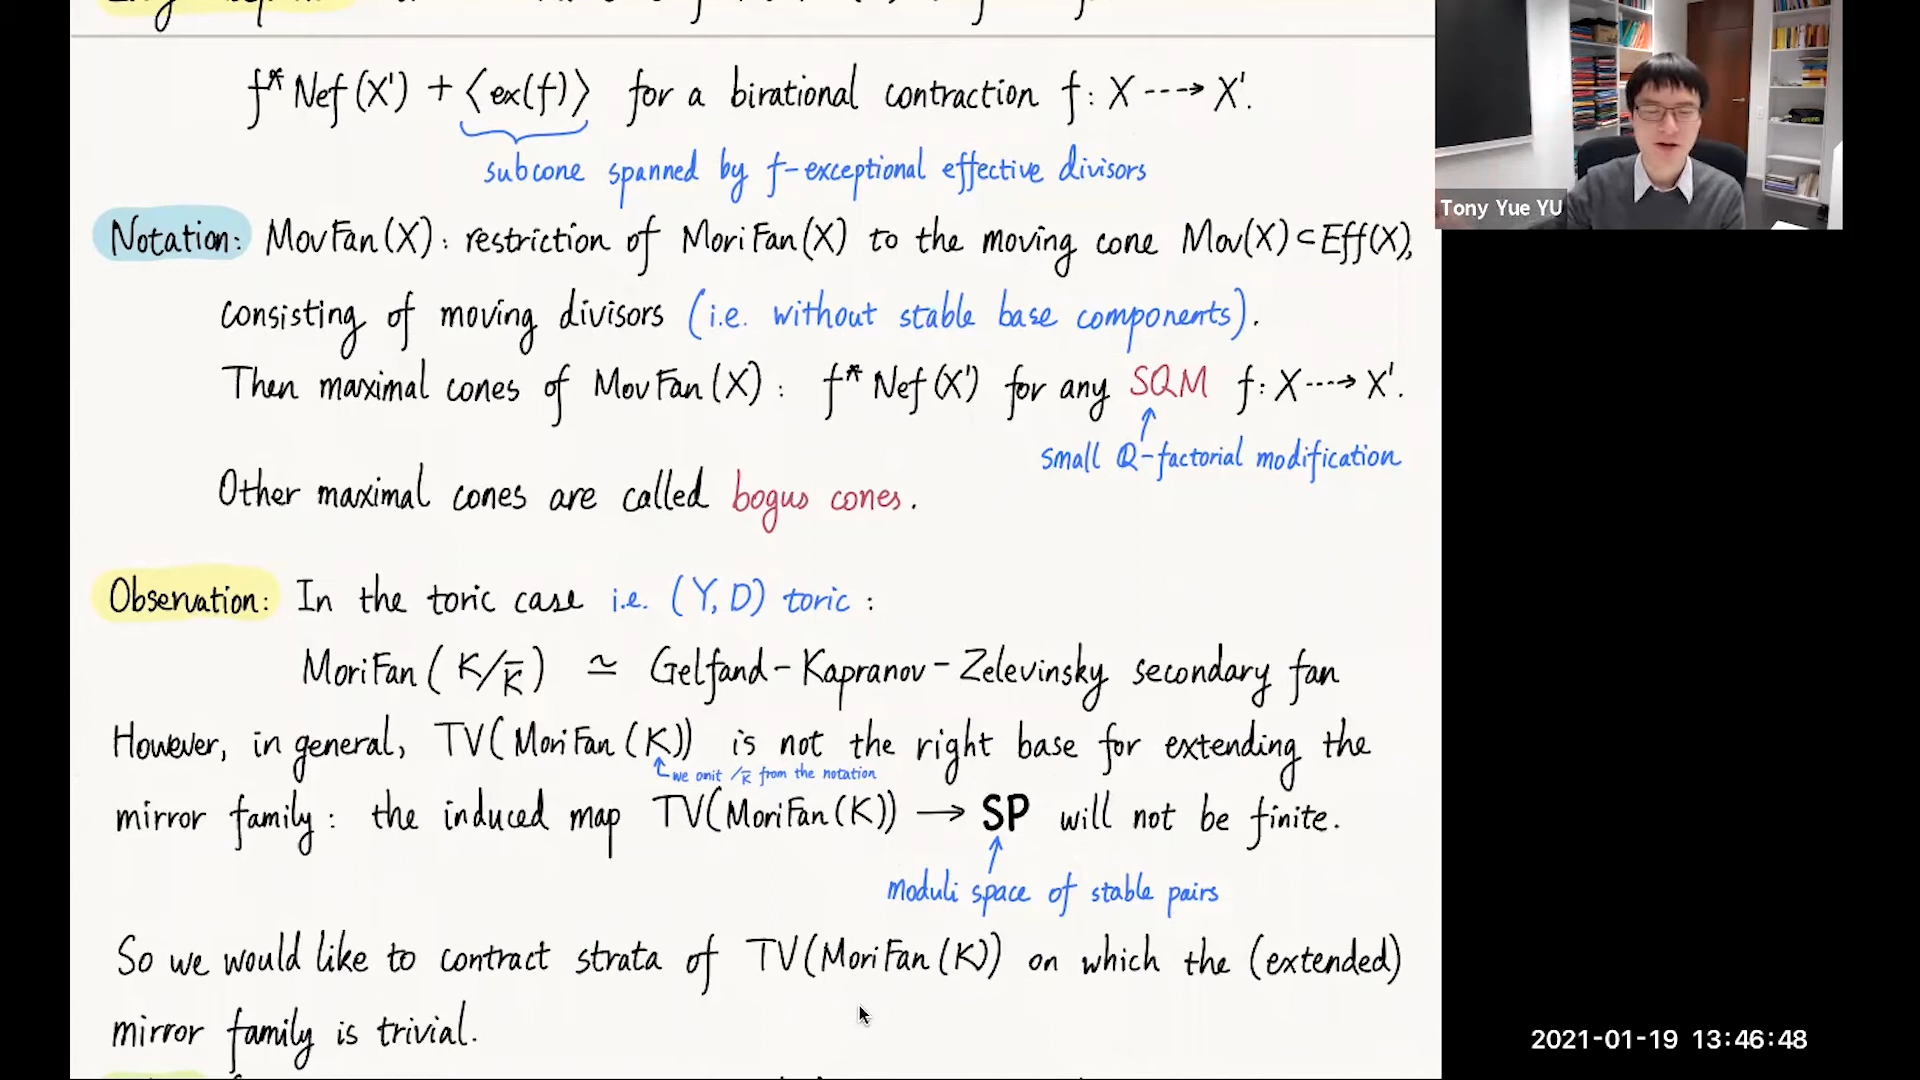 f* Nef(X') + ⟨ex(f)⟩ for a birational contraction f: X ⇢ X'.
subcone spanned by f-exceptional effective divisors
Tony Yue YU
Notation: MovFan(X): restriction of MoriFan(X) to the moving cone Mov(X)⊂Eff(X),
consisting of moving divisors (i.e. without stable base components).
Then maximal cones of MovFan(X): f* Nef(X') for any SQM f: X ⇢ X'.
small Q-factorial modification
Other maximal cones are called bogus cones.
Observation: In the toric case i.e. (Y, D) toric:
MoriFan(K/K̄) ≃ Gelfand-Kapranov-Zelevinsky secondary fan
However, in general, TV(MoriFan(K)) is not the right base for extending the
we omit /K̄ from the notation
mirror family: the induced map TV(MoriFan(K)) → SP will not be finite.
moduli space of stable pairs
So we would like to contract strata of TV(MoriFan(K)) on which the (extended)
mirror family is trivial.
2021-01-19 13:46:48